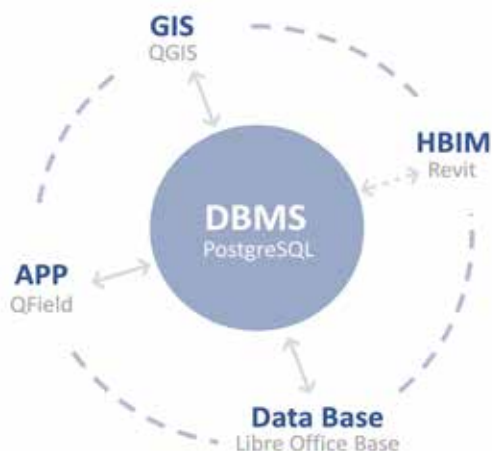 GIS
QGIS
HBIM
Revit
DBMS
PostgreSQL
APP
QField
Data Base
Libre Office Base